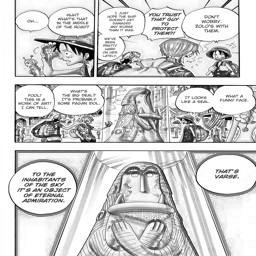 OH...
HUH?
WHAT'S
THAT IN THE
MIDDLE OF
THE ROAD?
I JUST
HOPE THE SHIP
DOESN'T GET
DAMAGED
MORE WORSE
THAN IT WAS.
YOU TRUST
THAT GUY
TO
PROTECT
THEM?!
DON'T
WORRY.
ZOLO'S WITH
THEM.
FOOL!
THIS IS A
WORK OF ART!
I CAN TELL.
WHAT'S
THE BIG DEAL?
IT'S PROBABLY
SOME PAGAN IDOL.
IT LOOKS
LIKE A SEAL.
WHAT A
FUNNY FACE.
TO THE
INHABITANTS
OF THE SKY
IT'S AN OBJECT
OF ETERNAL
ADMIRATION.
THAT'S
VARSE.